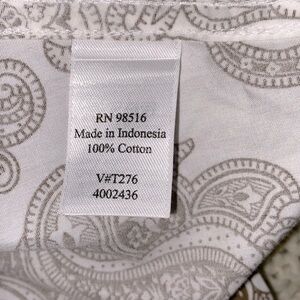 RN 98516
Made in Indonesia
100% Cotton
V#T276
4002436